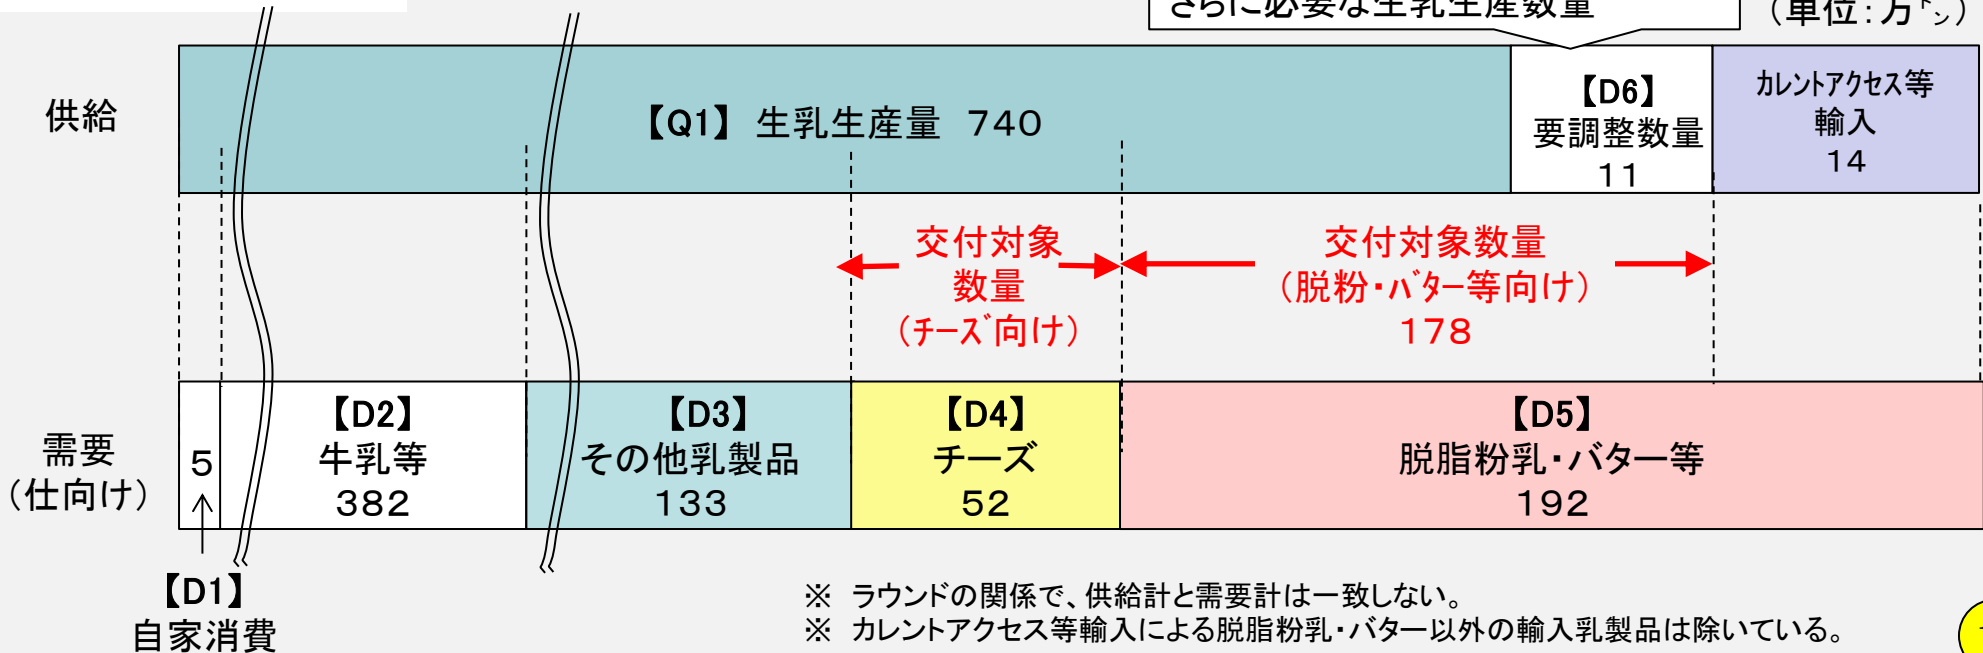 さらに必要な生乳生産数量
（単位：万㌧）
供給
【Q1】 生乳生産量　７４０
【D6】
要調整数量
１１
ｶﾚﾝﾄｱｸｾｽ等
輸入
１４
交付対象
数量
（ﾁｰｽﾞ向け）
交付対象数量
（脱粉・ﾊﾞﾀｰ等向け）
１７８
需要
（仕向け）
５
【D2】
牛乳等
３８２
【D3】
その他乳製品
１３３
【D4】
チーズ
５２
【D5】
脱脂粉乳・バター等
１９２
【D1】
自家消費
※　ラウンドの関係で、供給計と需要計は一致しない。
※　カレントアクセス等輸入による脱脂粉乳・バター以外の輸入乳製品は除いている。